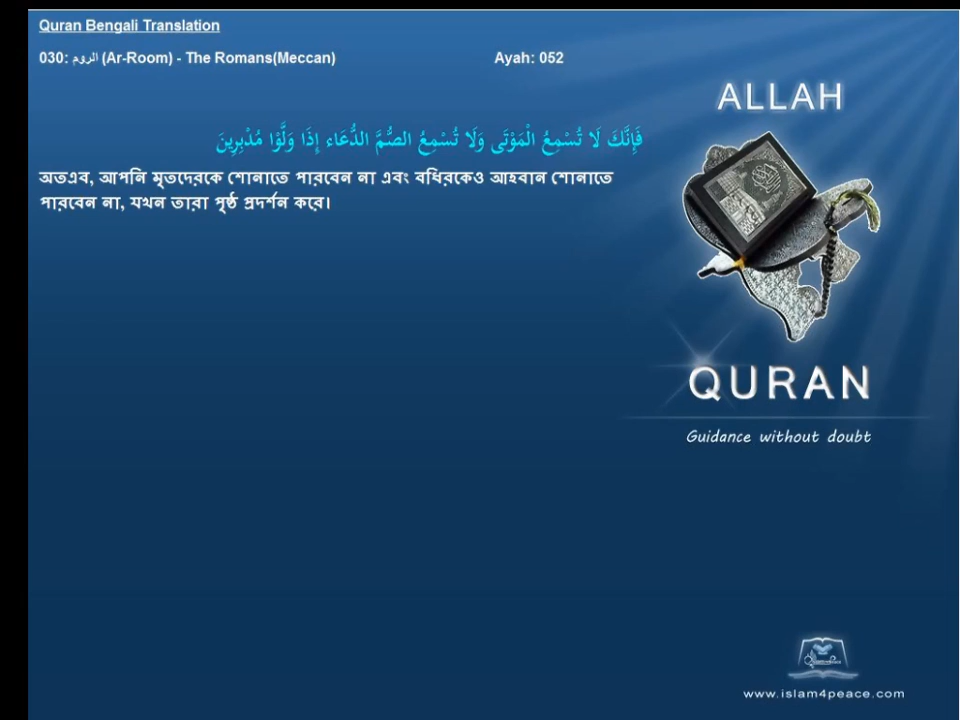 Quran Bengali Translation
030: الروم (Ar-Room) - The Romans(Meccan) Ayah: 052
ALLAH
فَإِنَّكَ لَا تُسْمِعُ الْمَوْتَى وَلَا تُسْمِعُ الصُّمَّ الدُّعَاء إِذَا وَلَّوْا مُدْبِرِينَ
অতএব, আপনি মৃতদেরকে শোনাতে পারবেন না এবং বধিরকেও আহবান শোনাতে
পারবেন না, যখন তারা পৃষ্ঠ প্রদর্শন করে।
QURAN
Guidance without doubt
www.islam4peace.com